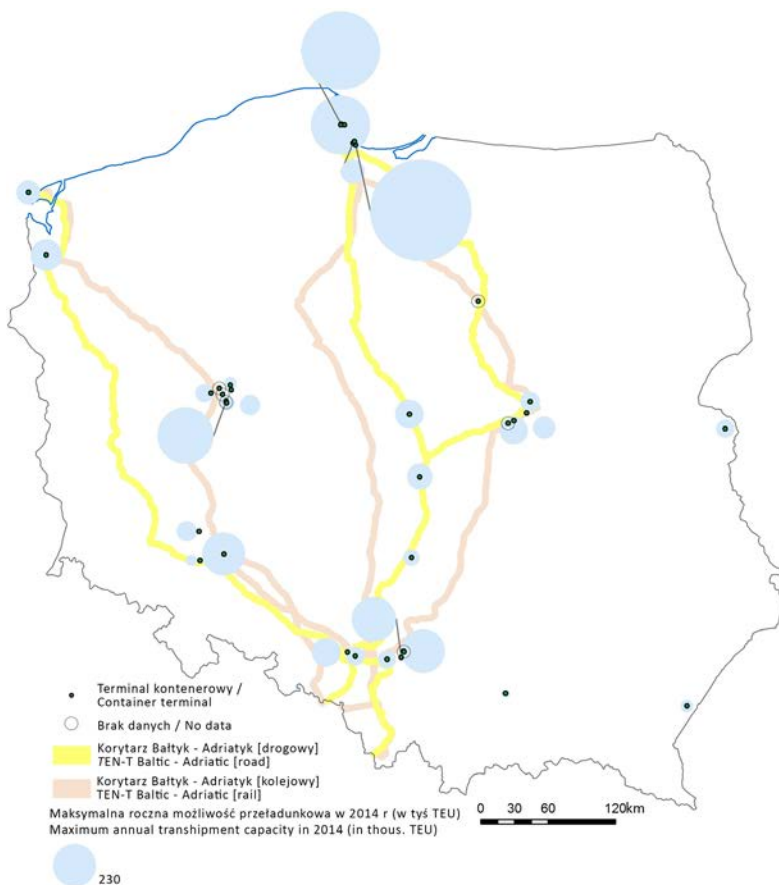 Terminal kontenerowy /
Container terminal
Brak danych / No data
Korytarz Bałtyk - Adriatyk [drogowy]
TEN-T Baltic - Adriatic [road]
Korytarz Bałtyk - Adriatyk [kolejowy]
TEN-T Baltic - Adriatic [rail]
Maksymalna roczna możliwość przeładunkowa w 2014 r (w tyś TEU)
Maximum annual transhipment capacity in 2014 (in thous. TEU)
0 30 60 120km
230